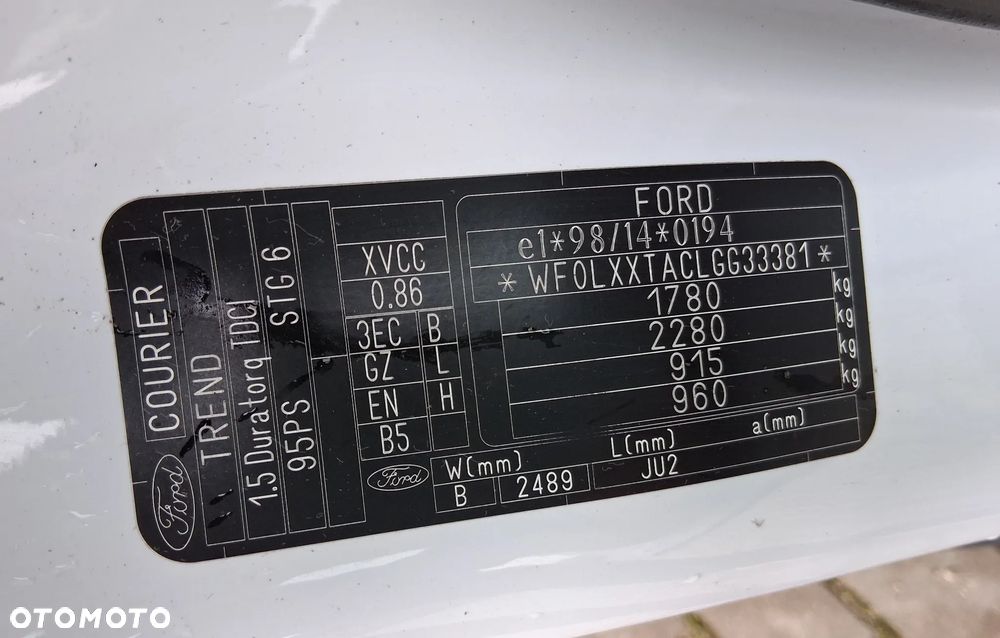 FORD
e1*98/14*0194
* WF0LXXTACLGG33381 *
1780 kg
2280 kg
915 kg
960 kg
COURIER
TREND
1.5 Duratorq TDCI STG 6
95PS
XVCC
0.86
3EC B
GZ L
EN H
B5
Ford
Ford
W(mm) L(mm) a(mm)
B 2489 JU2
OTOMOTO